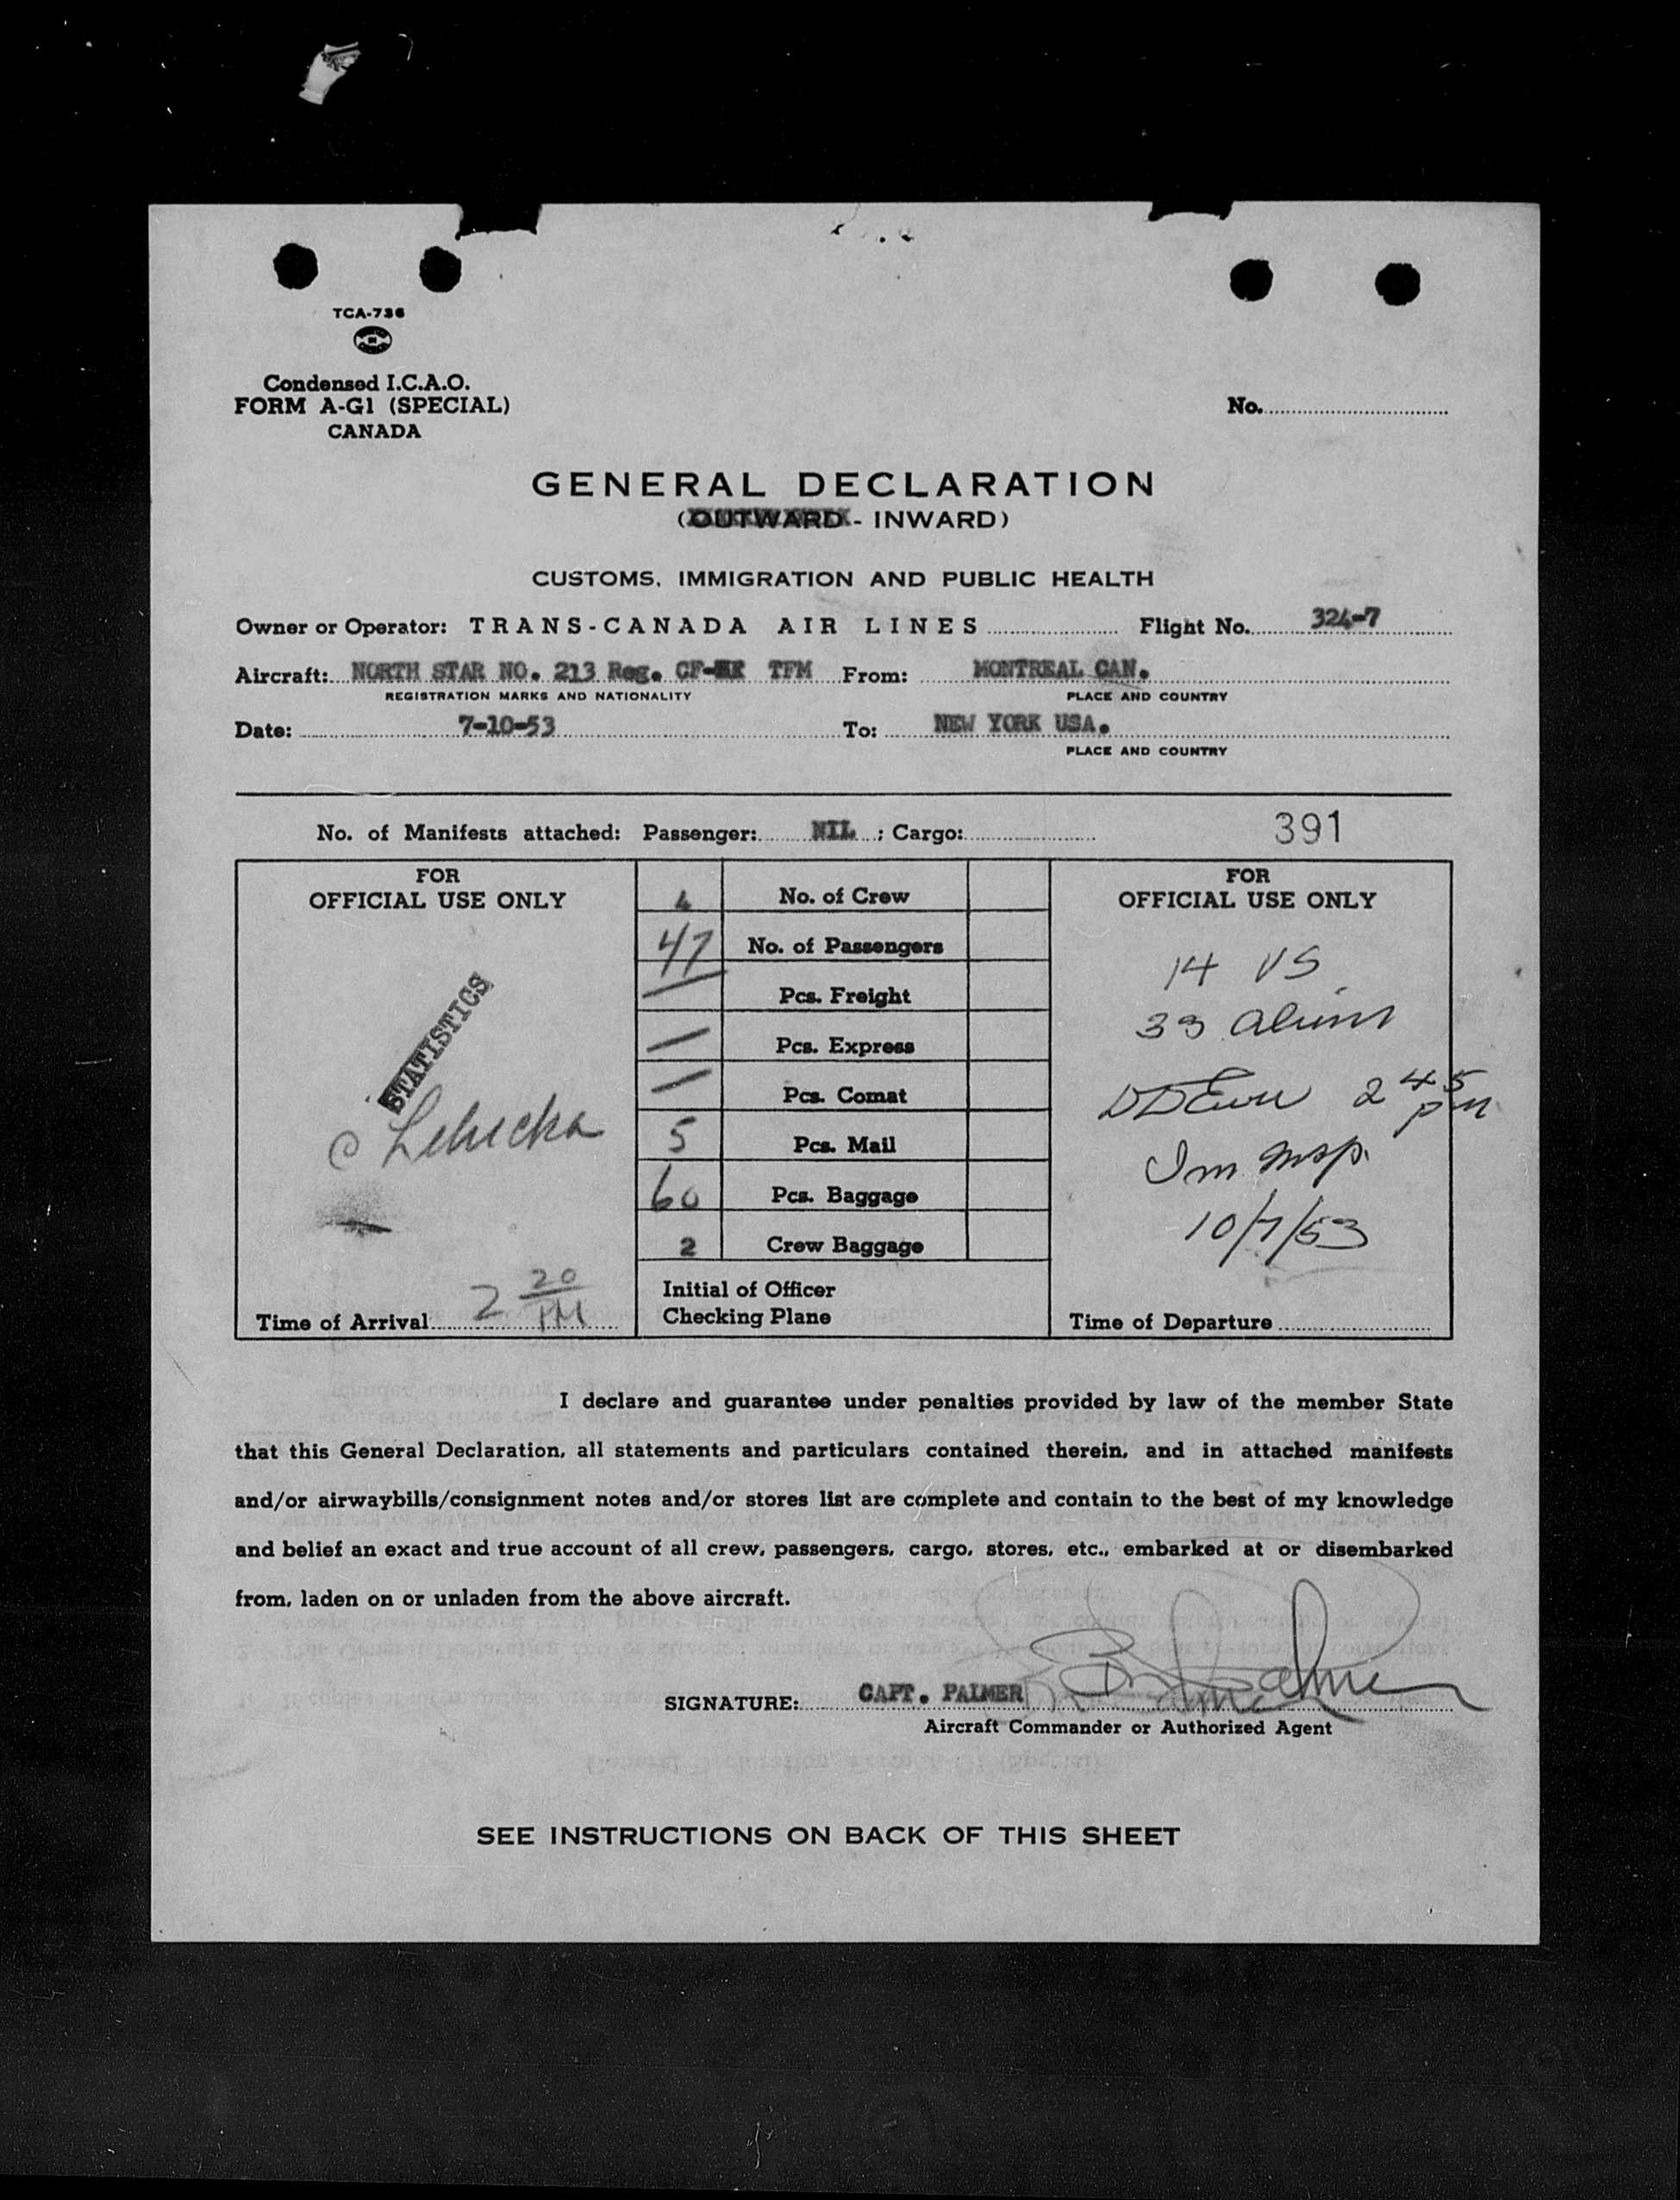 TCA-736
Condensed I.C.A.O.
FORM A-G1 (SPECIAL)
CANADA
No.
GENERAL DECLARATION
(OUTWARD - INWARD)
CUSTOMS, IMMIGRATION AND PUBLIC HEALTH
Owner or Operator: TRANS-CANADA AIR LINES Flight No. 324-7
Aircraft: NORTH STAR NO. 213 Reg. CF- TFM From: MONTREAL CAN.
REGISTRATION MARKS AND NATIONALITY PLACE AND COUNTRY
Date: 7-10-53 To: NEW YORK USA.
PLACE AND COUNTRY
No. of Manifests attached: Passenger: NIL ; Cargo: 391
FOR
OFFICIAL USE ONLY
STATISTICS
Time of Arrival 2 20 PM
4 No. of Crew
47 No. of Passengers
— Pcs. Freight
— Pcs. Express
— Pcs. Comat
5 Pcs. Mail
60 Pcs. Baggage
2 Crew Baggage
Initial of Officer
Checking Plane
FOR
OFFICIAL USE ONLY
14 US
33 aliens
2 45 pm
Im Insp.
10/7/53
Time of Departure
I declare and guarantee under penalties provided by law of the member State
that this General Declaration, all statements and particulars contained therein, and in attached manifests
and/or airwaybills/consignment notes and/or stores list are complete and contain to the best of my knowledge
and belief an exact and true account of all crew, passengers, cargo, stores, etc., embarked at or disembarked
from, laden on or unladen from the above aircraft.
SIGNATURE: CAPT. PALMER Palmer
Aircraft Commander or Authorized Agent
SEE INSTRUCTIONS ON BACK OF THIS SHEET